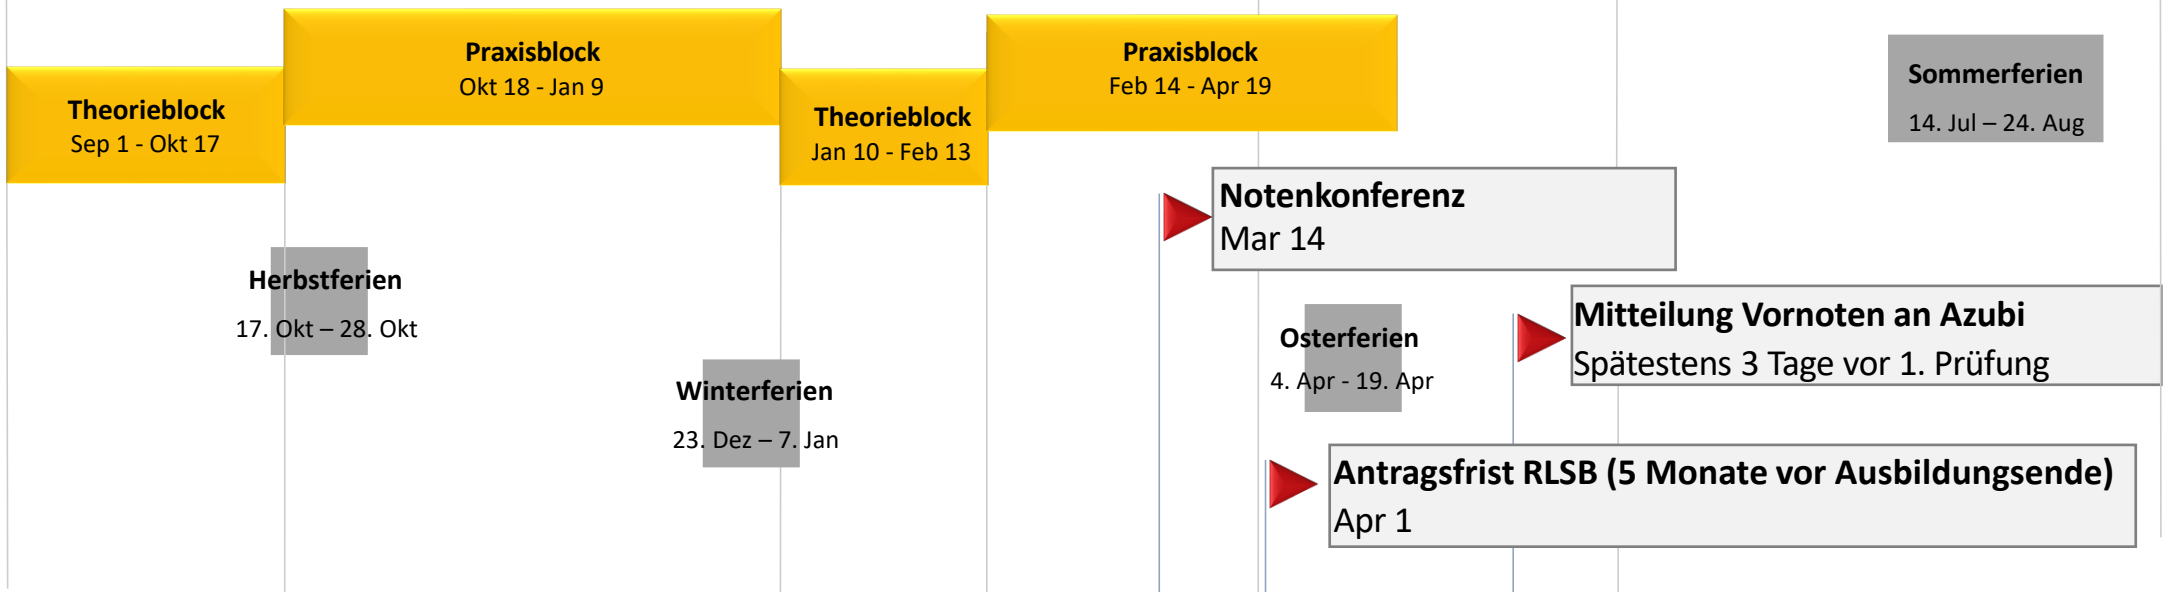 Praxisblock
Okt 18 - Jan 9
Praxisblock
Feb 14 - Apr 19
Sommerferien
14. Jul – 24. Aug
Theorieblock
Sep 1 - Okt 17
Theorieblock
Jan 10 - Feb 13
Notenkonferenz
Mar 14
Herbstferien
17. Okt – 28. Okt
Mitteilung Vornoten an Azubi
Spätestens 3 Tage vor 1. Prüfung
Osterferien
4. Apr - 19. Apr
Winterferien
23. Dez – 7. Jan
Antragsfrist RLSB (5 Monate vor Ausbildungsende)
Apr 1